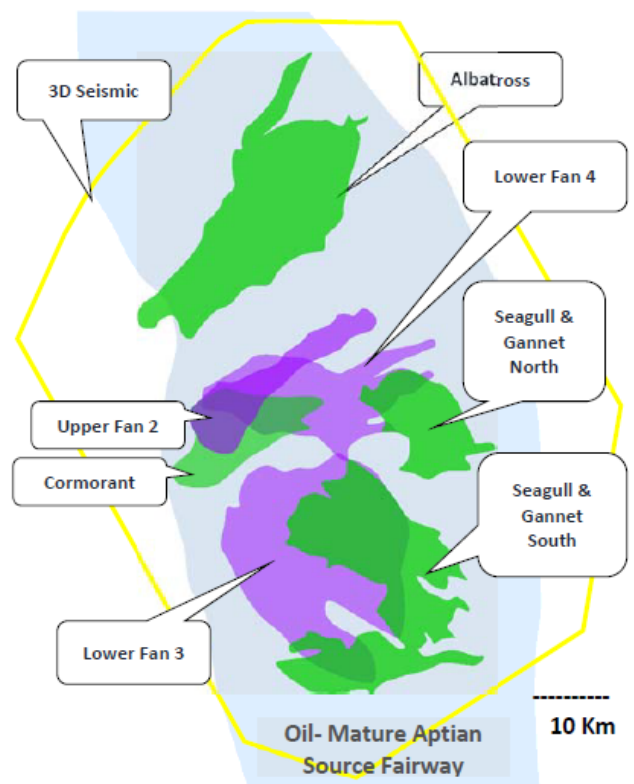 3D Seismic
Albatross
Lower Fan 4
Seagull &
Gannet
North
Upper Fan 2
Cormorant
Seagull &
Gannet
South
Lower Fan 3
10 Km
Oil- Mature Aptian
Source Fairway